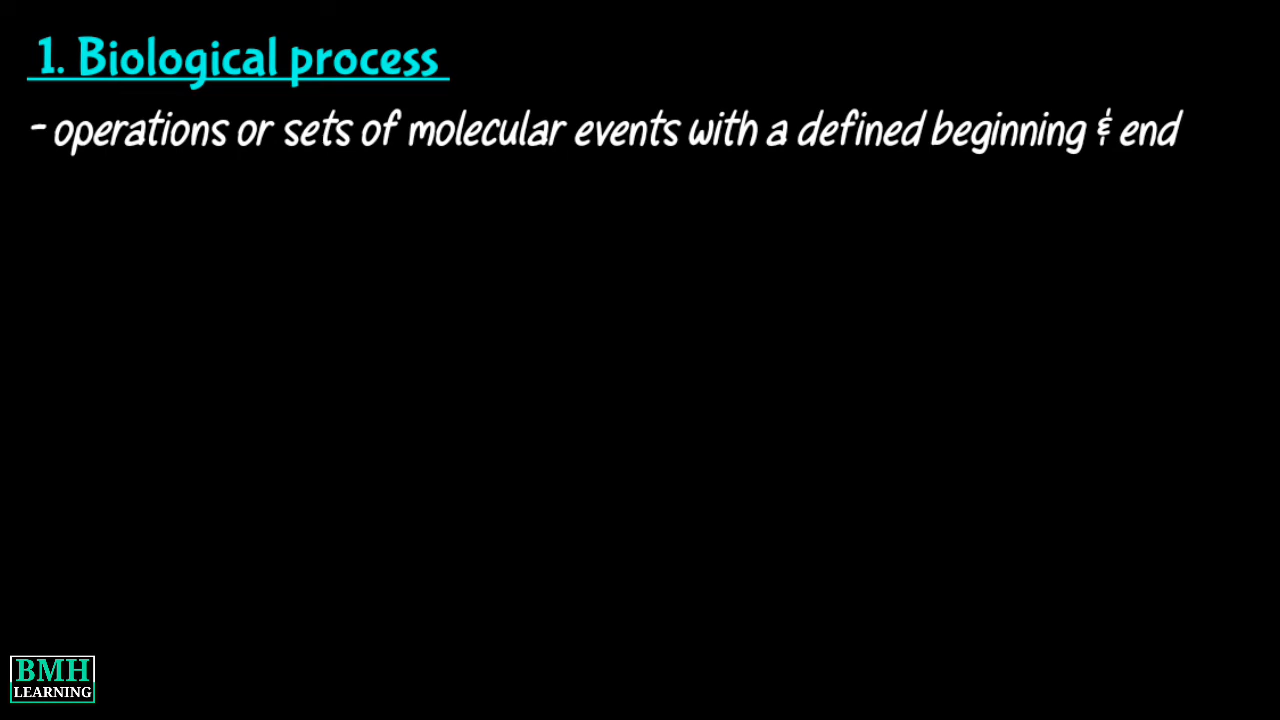 1. Biological process
- operations or sets of molecular events with a defined beginning & end
BMH
LEARNING